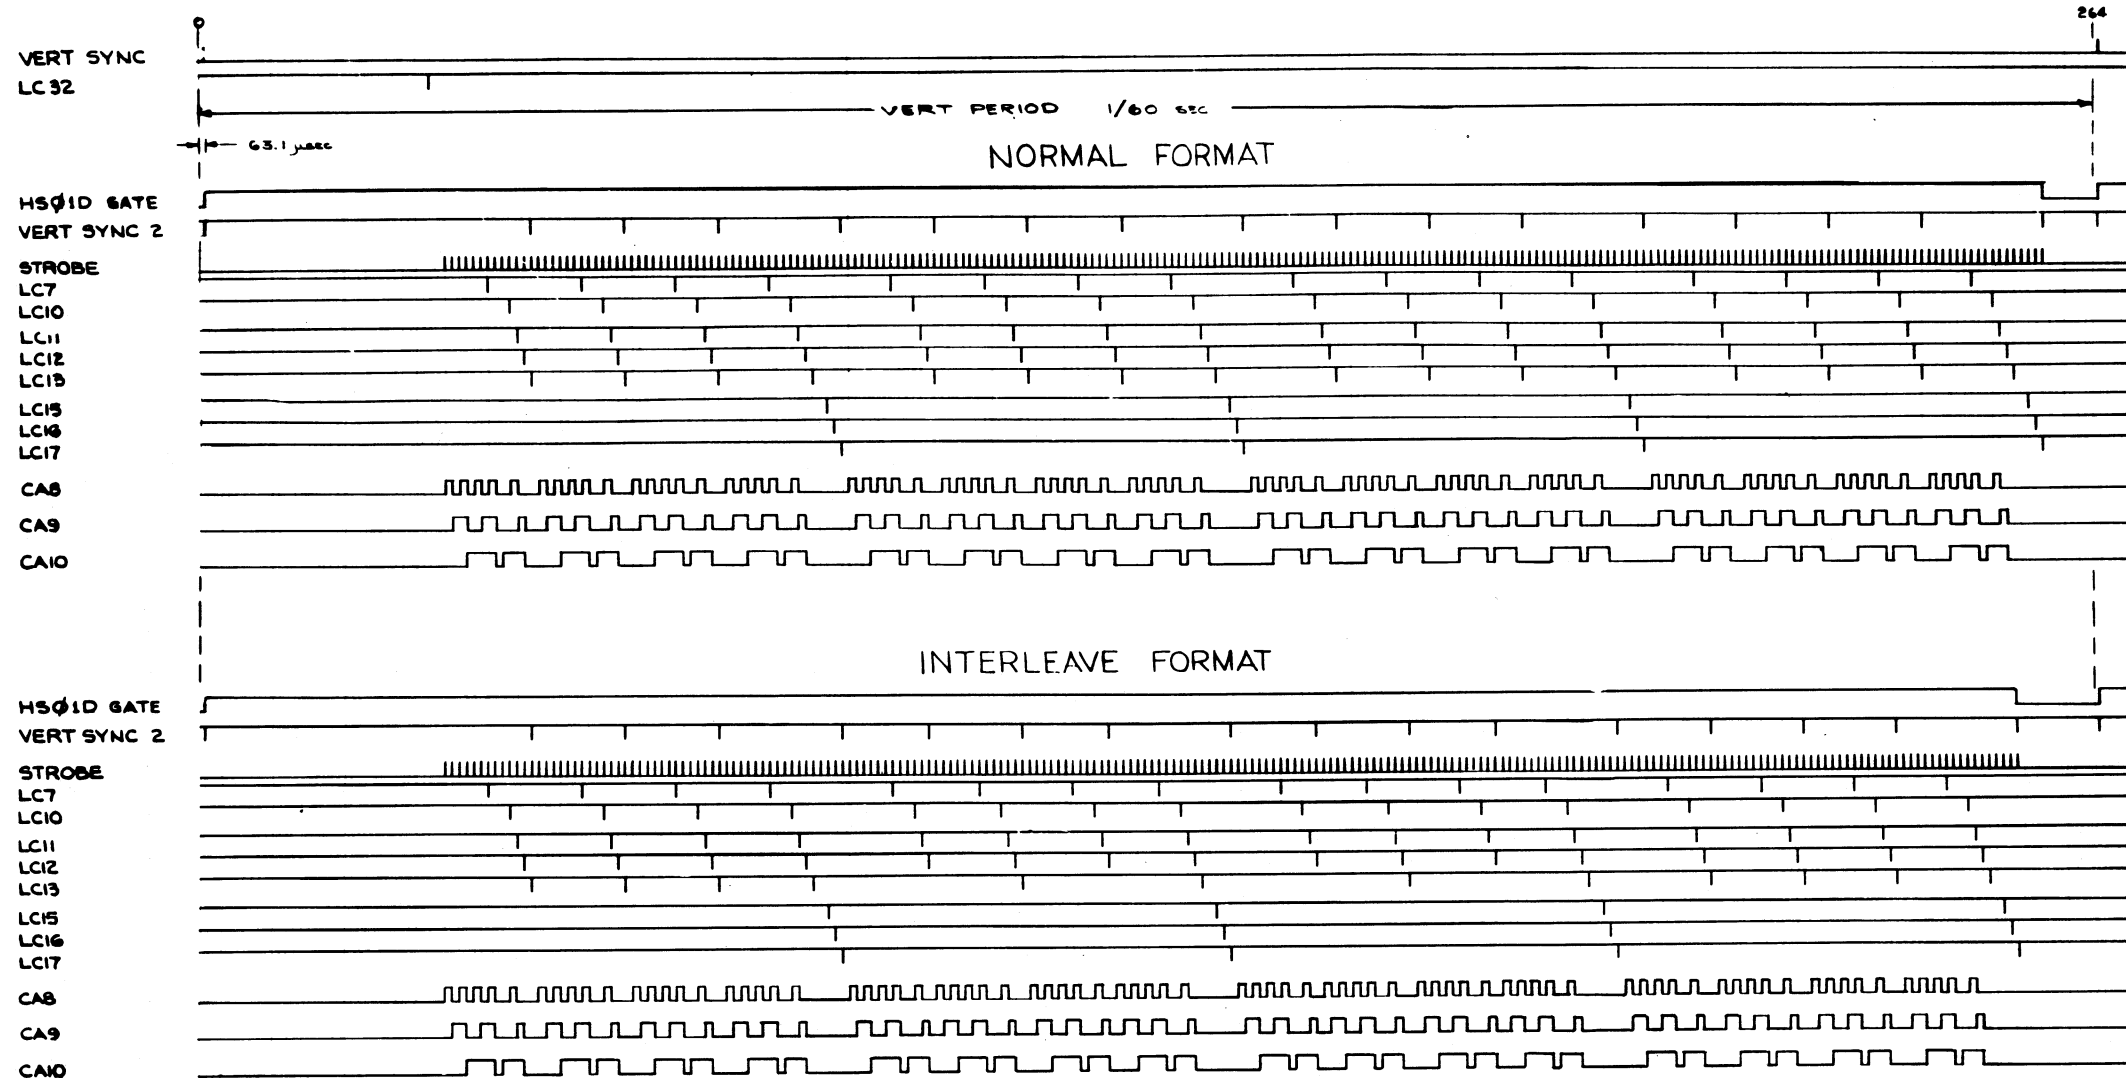 0
264
VERT SYNC
LC32
VERT PERIOD 1/60 SEC
63.1 µsec
NORMAL FORMAT
HSØ1D GATE
VERT SYNC 2
STROBE
LC7
LC10
LC11
LC12
LC13
LC15
LC16
LC17
CA8
CA9
CA10
INTERLEAVE FORMAT
HSØ1D GATE
VERT SYNC 2
STROBE
LC7
LC10
LC11
LC12
LC13
LC15
LC16
LC17
CA8
CA9
CA10